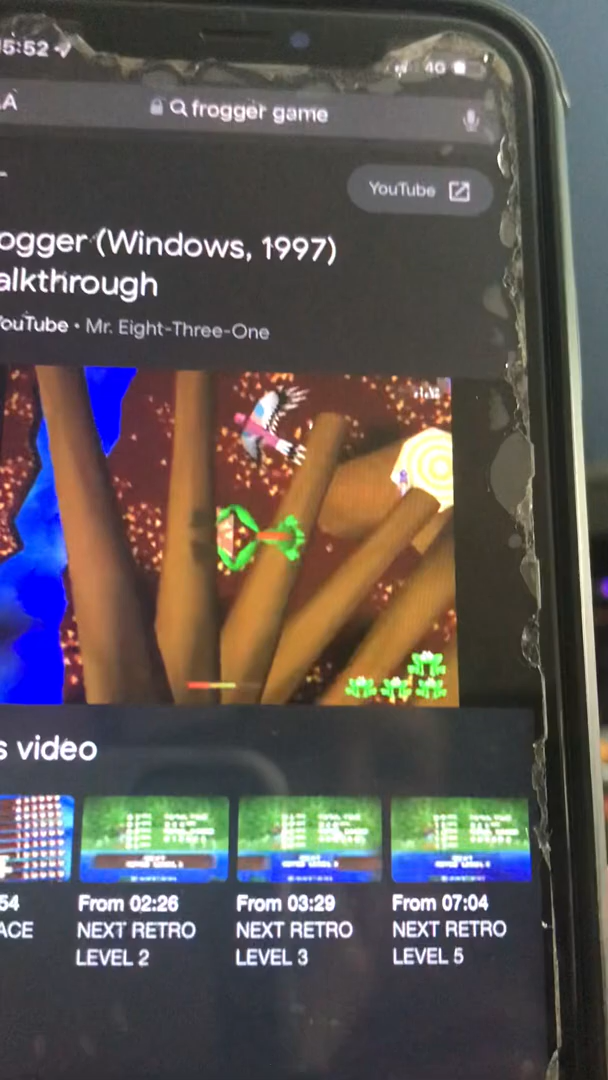 5:52
4G
A
frogger game
YouTube
ogger (Windows, 1997)
alkthrough
ouTube • Mr. Eight-Three-One
s video
54
ACE
From 02:26
NEXT RETRO
LEVEL 2
From 03:29
NEXT RETRO
LEVEL 3
From 07:04
NEXT RETRO
LEVEL 5